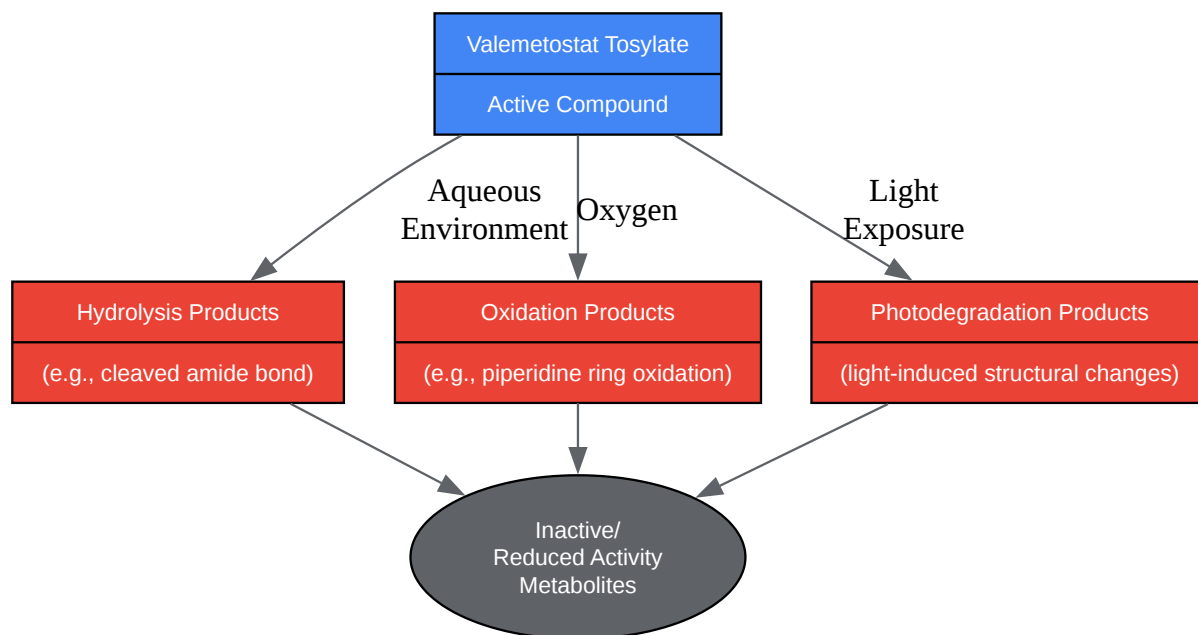 Valemetostat Tosylate
Active Compound
Aqueous
Environment
Oxygen
Light
Exposure
Hydrolysis Products
(e.g., cleaved amide bond)
Oxidation Products
(e.g., piperidine ring oxidation)
Photodegradation Products
(light-induced structural changes)
Inactive/
Reduced Activity
Metabolites